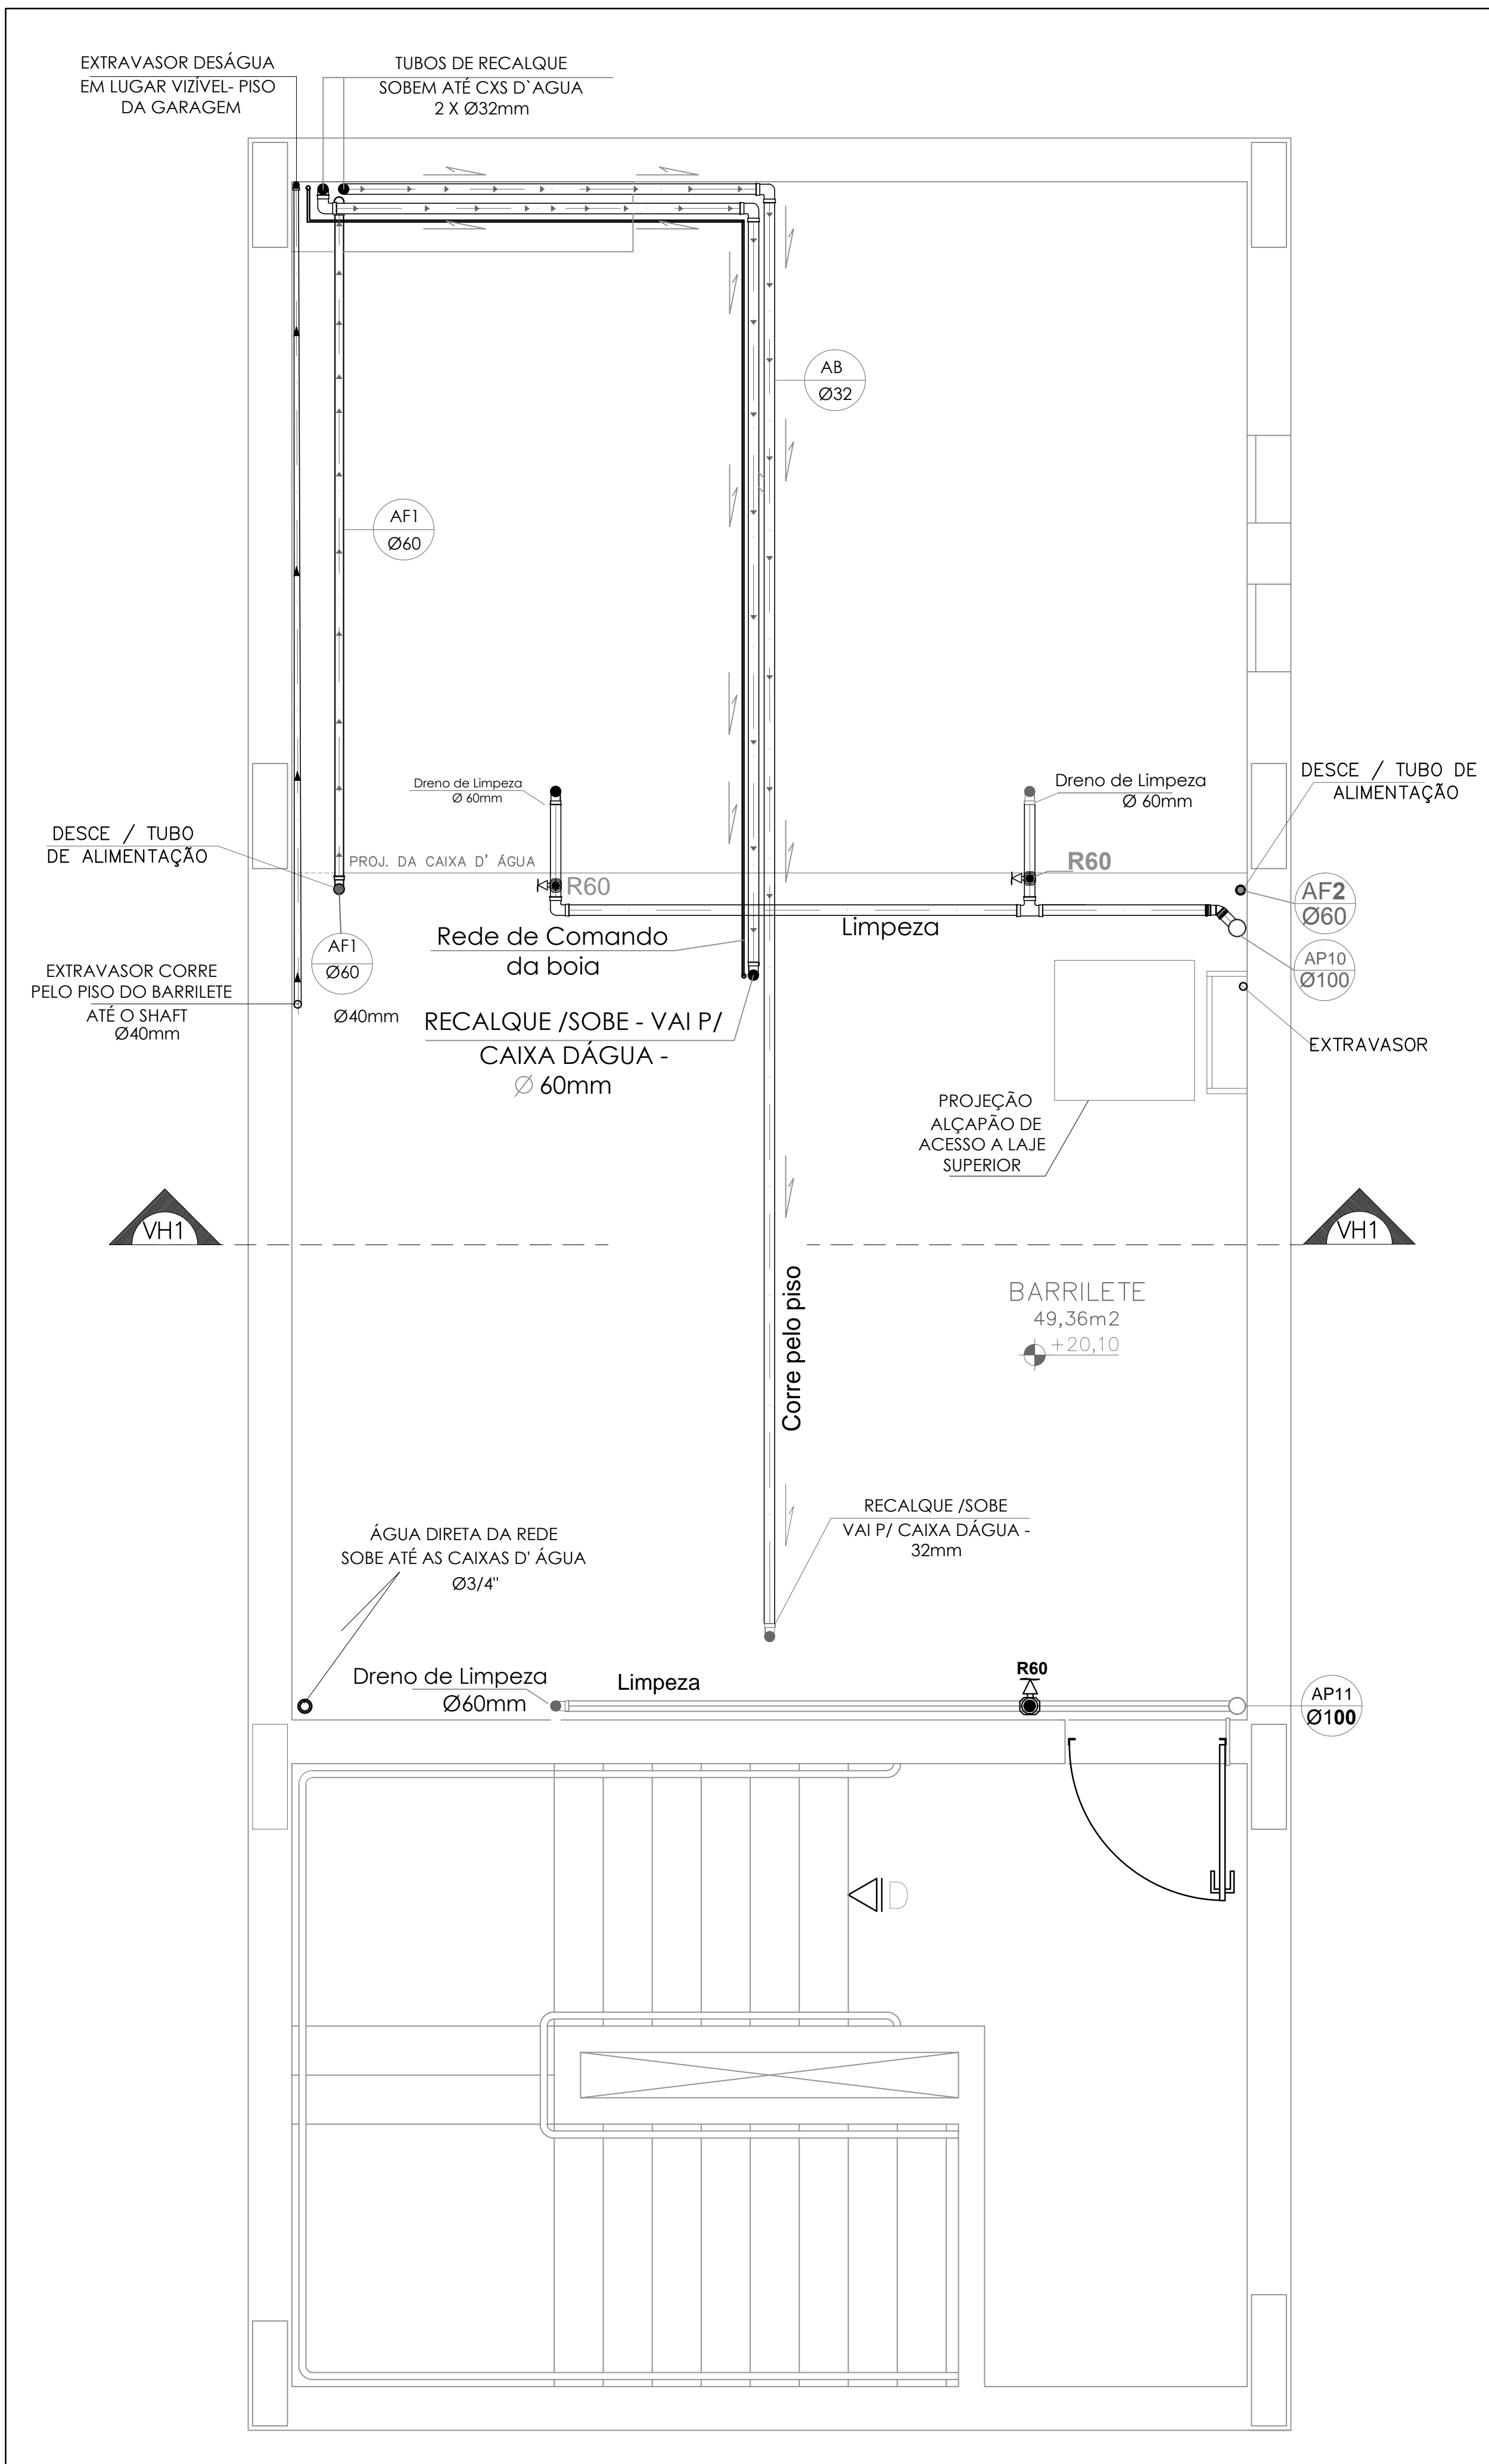 EXTRAVASOR DESÁGUA
EM LUGAR VIZÍVEL- PISO
DA GARAGEM
TUBOS DE RECALQUE
SOBEM ATÉ CXS D`AGUA
2 X Ø32mm
AB
Ø32
AF1
Ø60
Dreno de Limpeza
Ø 60mm
Dreno de Limpeza
Ø 60mm
DESCE / TUBO DE
ALIMENTAÇÃO
DESCE / TUBO
DE ALIMENTAÇÃO
PROJ. DA CAIXA D' ÁGUA
R60
R60
AF2
Ø60
Limpeza
Rede de Comando
da boia
AF1
Ø60
AP10
Ø100
EXTRAVASOR CORRE
PELO PISO DO BARRILETE
ATÉ O SHAFT
Ø40mm
Ø40mm
RECALQUE /SOBE - VAI P/
CAIXA DÁGUA -
Ø 60mm
EXTRAVASOR
PROJEÇÃO
ALÇAPÃO DE
ACESSO A LAJE
SUPERIOR
VH1
VH1
BARRILETE
49,36m2
+20,10
Corre pelo piso
RECALQUE /SOBE
VAI P/ CAIXA DÁGUA -
32mm
ÁGUA DIRETA DA REDE
SOBE ATÉ AS CAIXAS D' ÁGUA
Ø3/4"
Dreno de Limpeza
Ø60mm
Limpeza
R60
AP11
Ø100
D